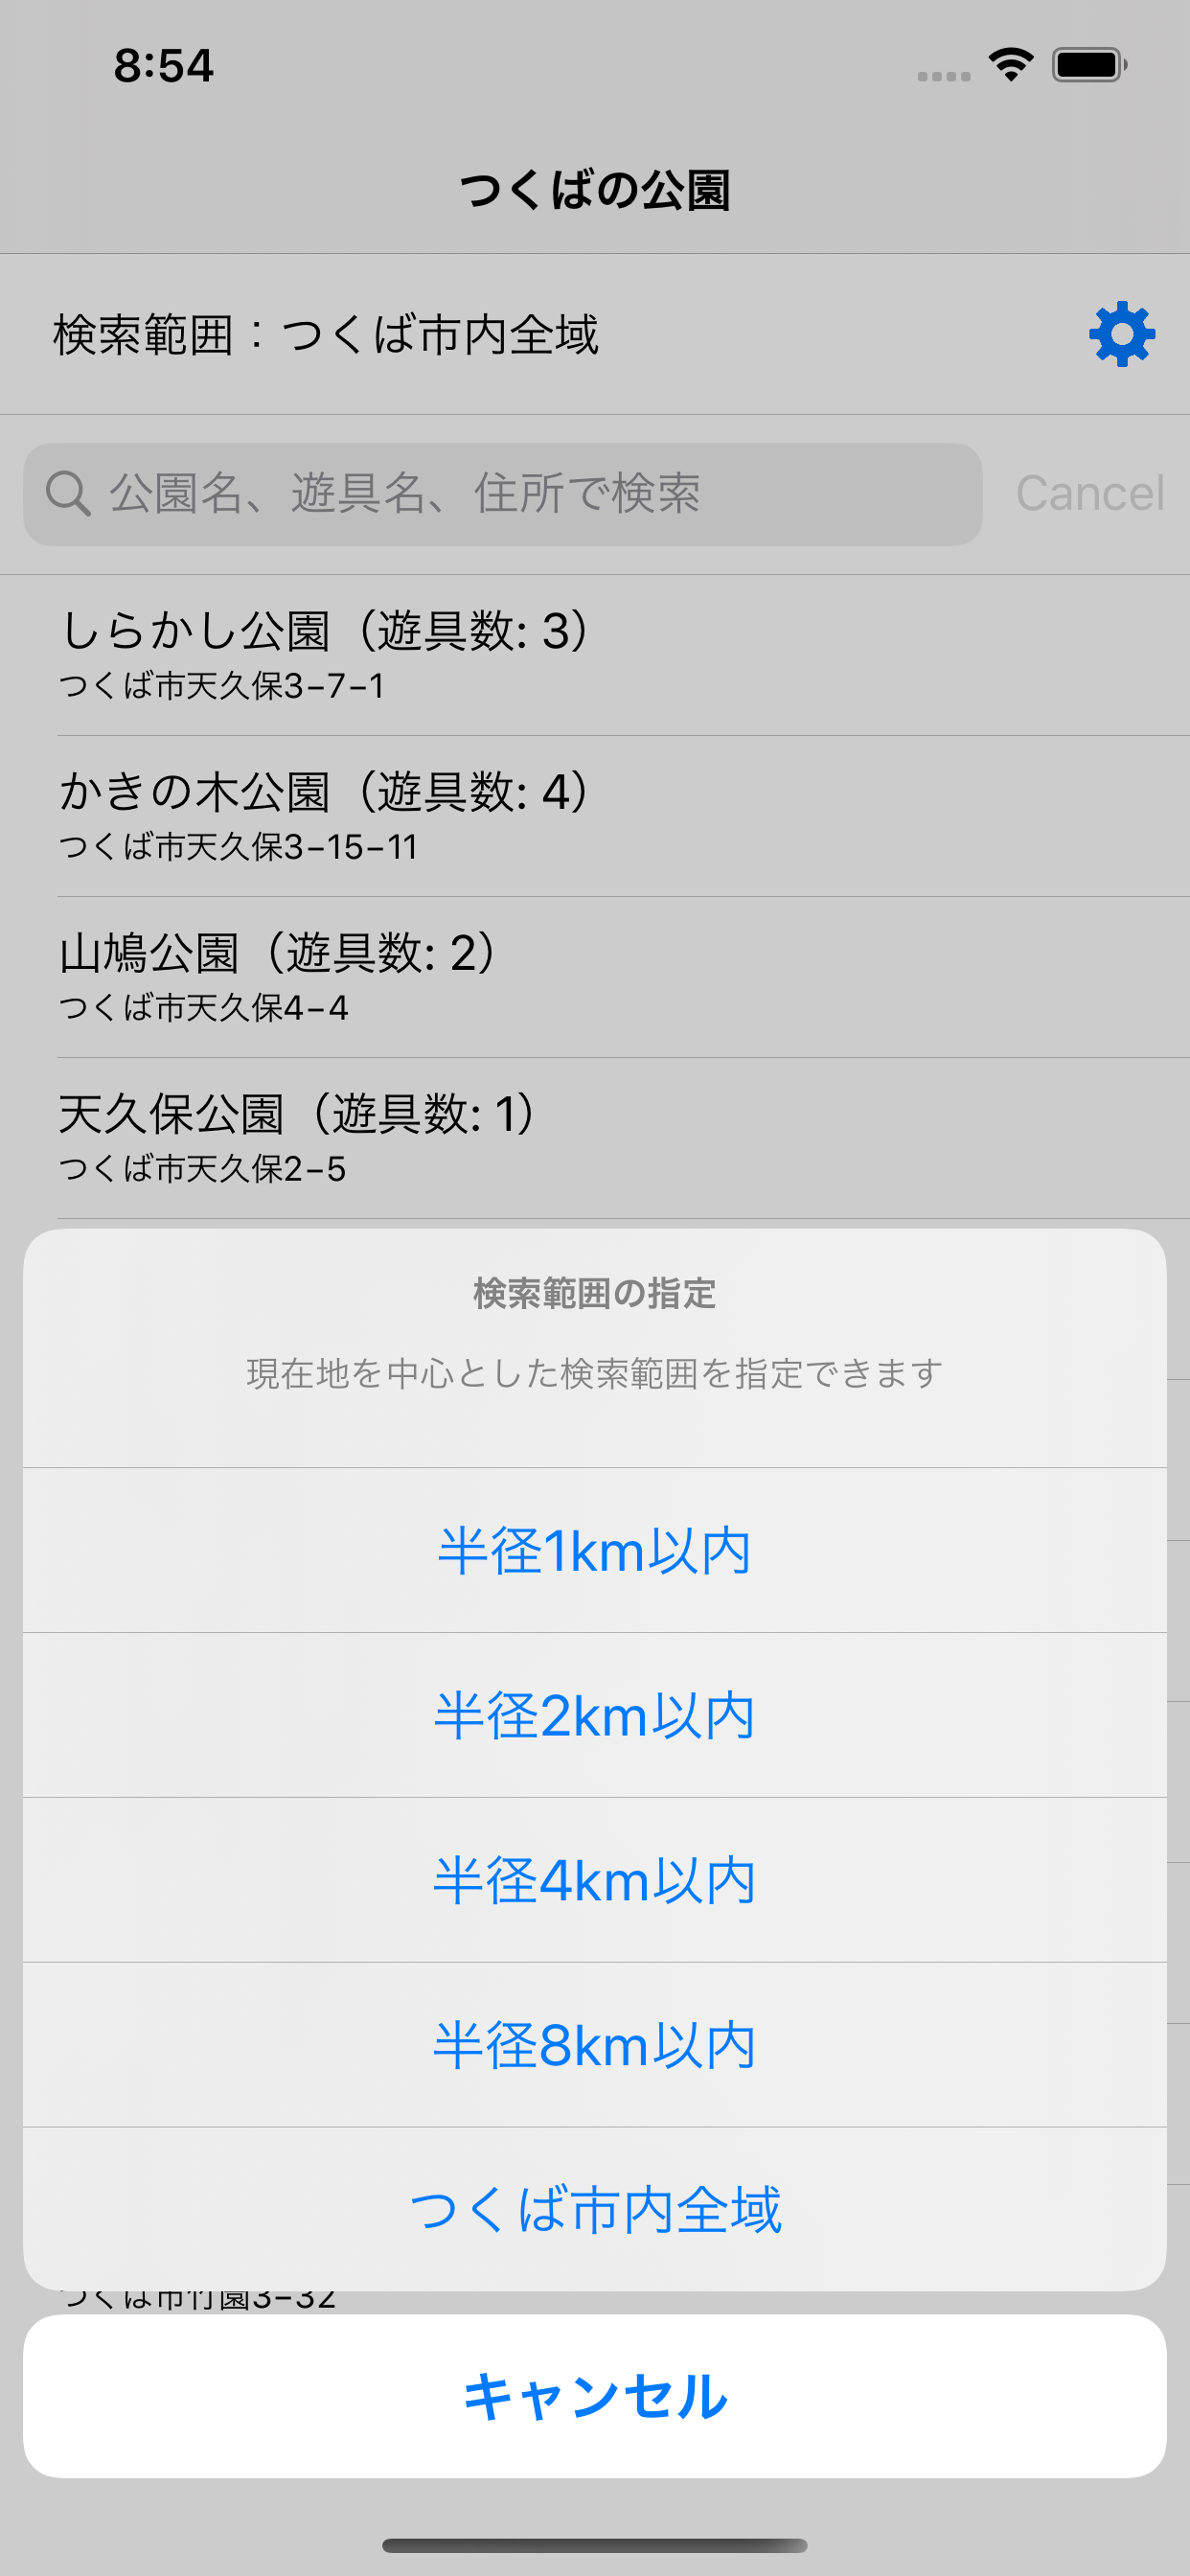 8:54
つくばの公園
検索範囲：つくば市内全域
公園名、遊具名、住所で検索 Cancel
しらかし公園（遊具数: 3）
つくば市天久保3−7−1
かきの木公園（遊具数: 4）
つくば市天久保3−15−11
山鳩公園（遊具数: 2）
つくば市天久保4−4
天久保公園（遊具数: 1）
つくば市天久保2−5
検索範囲の指定
現在地を中心とした検索範囲を指定できます
半径1km以内
半径2km以内
半径4km以内
半径8km以内
つくば市内全域
つくば市竹園3−32
キャンセル